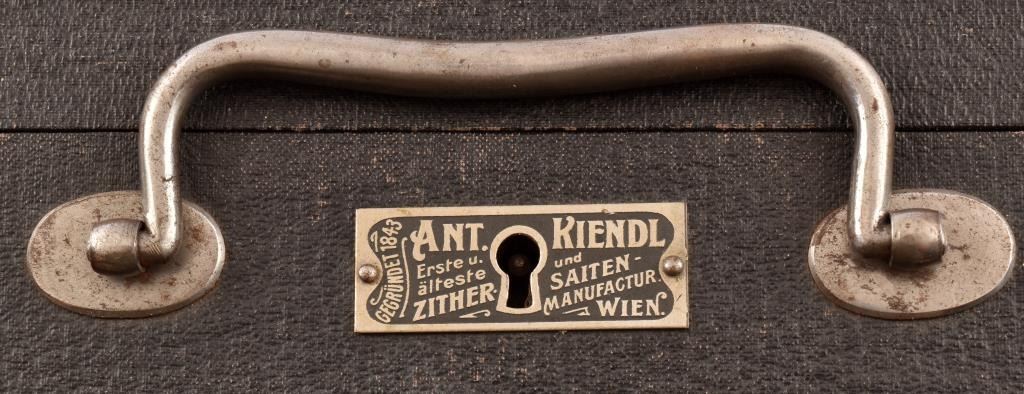 GEGRÜNDET 1843
ANT. KIENDL
Erste u.
älteste
ZITHER-
und
SAITEN-
MANUFACTUR.
WIEN.